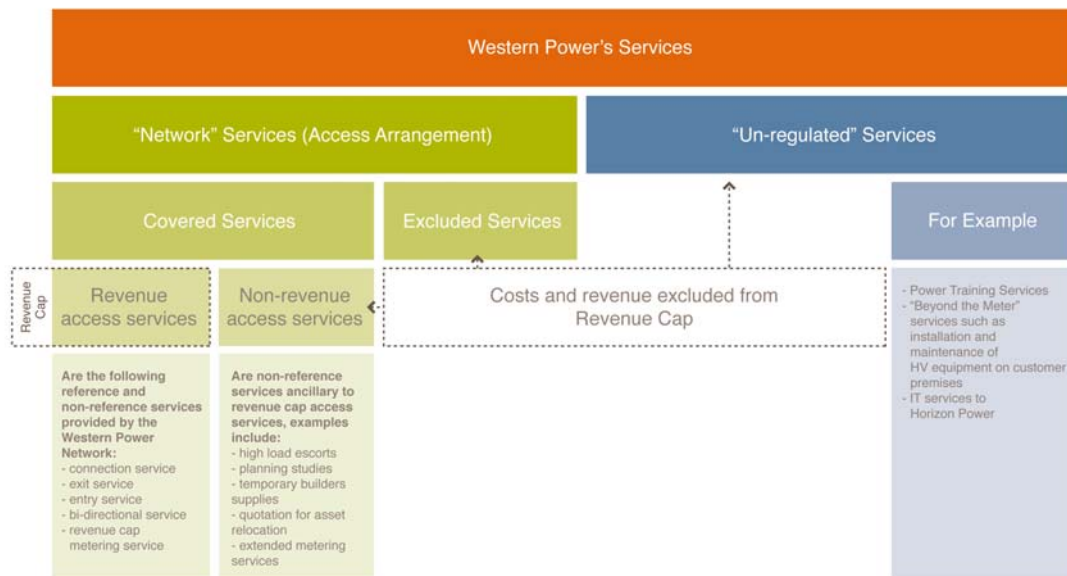 Western Power's Services
“Network” Services (Access Arrangement)
“Un-regulated” Services
Covered Services
Excluded Services
For Example
Revenue
Cap
Revenue
access services
Non-revenue
access services
Costs and revenue excluded from
Revenue Cap
Are the following
reference and
non-reference services
provided by the
Western Power
Network:
- connection service
- exit service
- entry service
- bi-directional service
- revenue cap
metering service
Are non-reference
services ancillary to
revenue cap access
services, examples
include:
- high load escorts
- planning studies
- temporary builders
supplies
- quotation for asset
relocation
- extended metering
services
- Power Training Services
- “Beyond the Meter”
services such as
installation and
maintenance of
HV equipment on customer
premises
- IT services to
Horizon Power